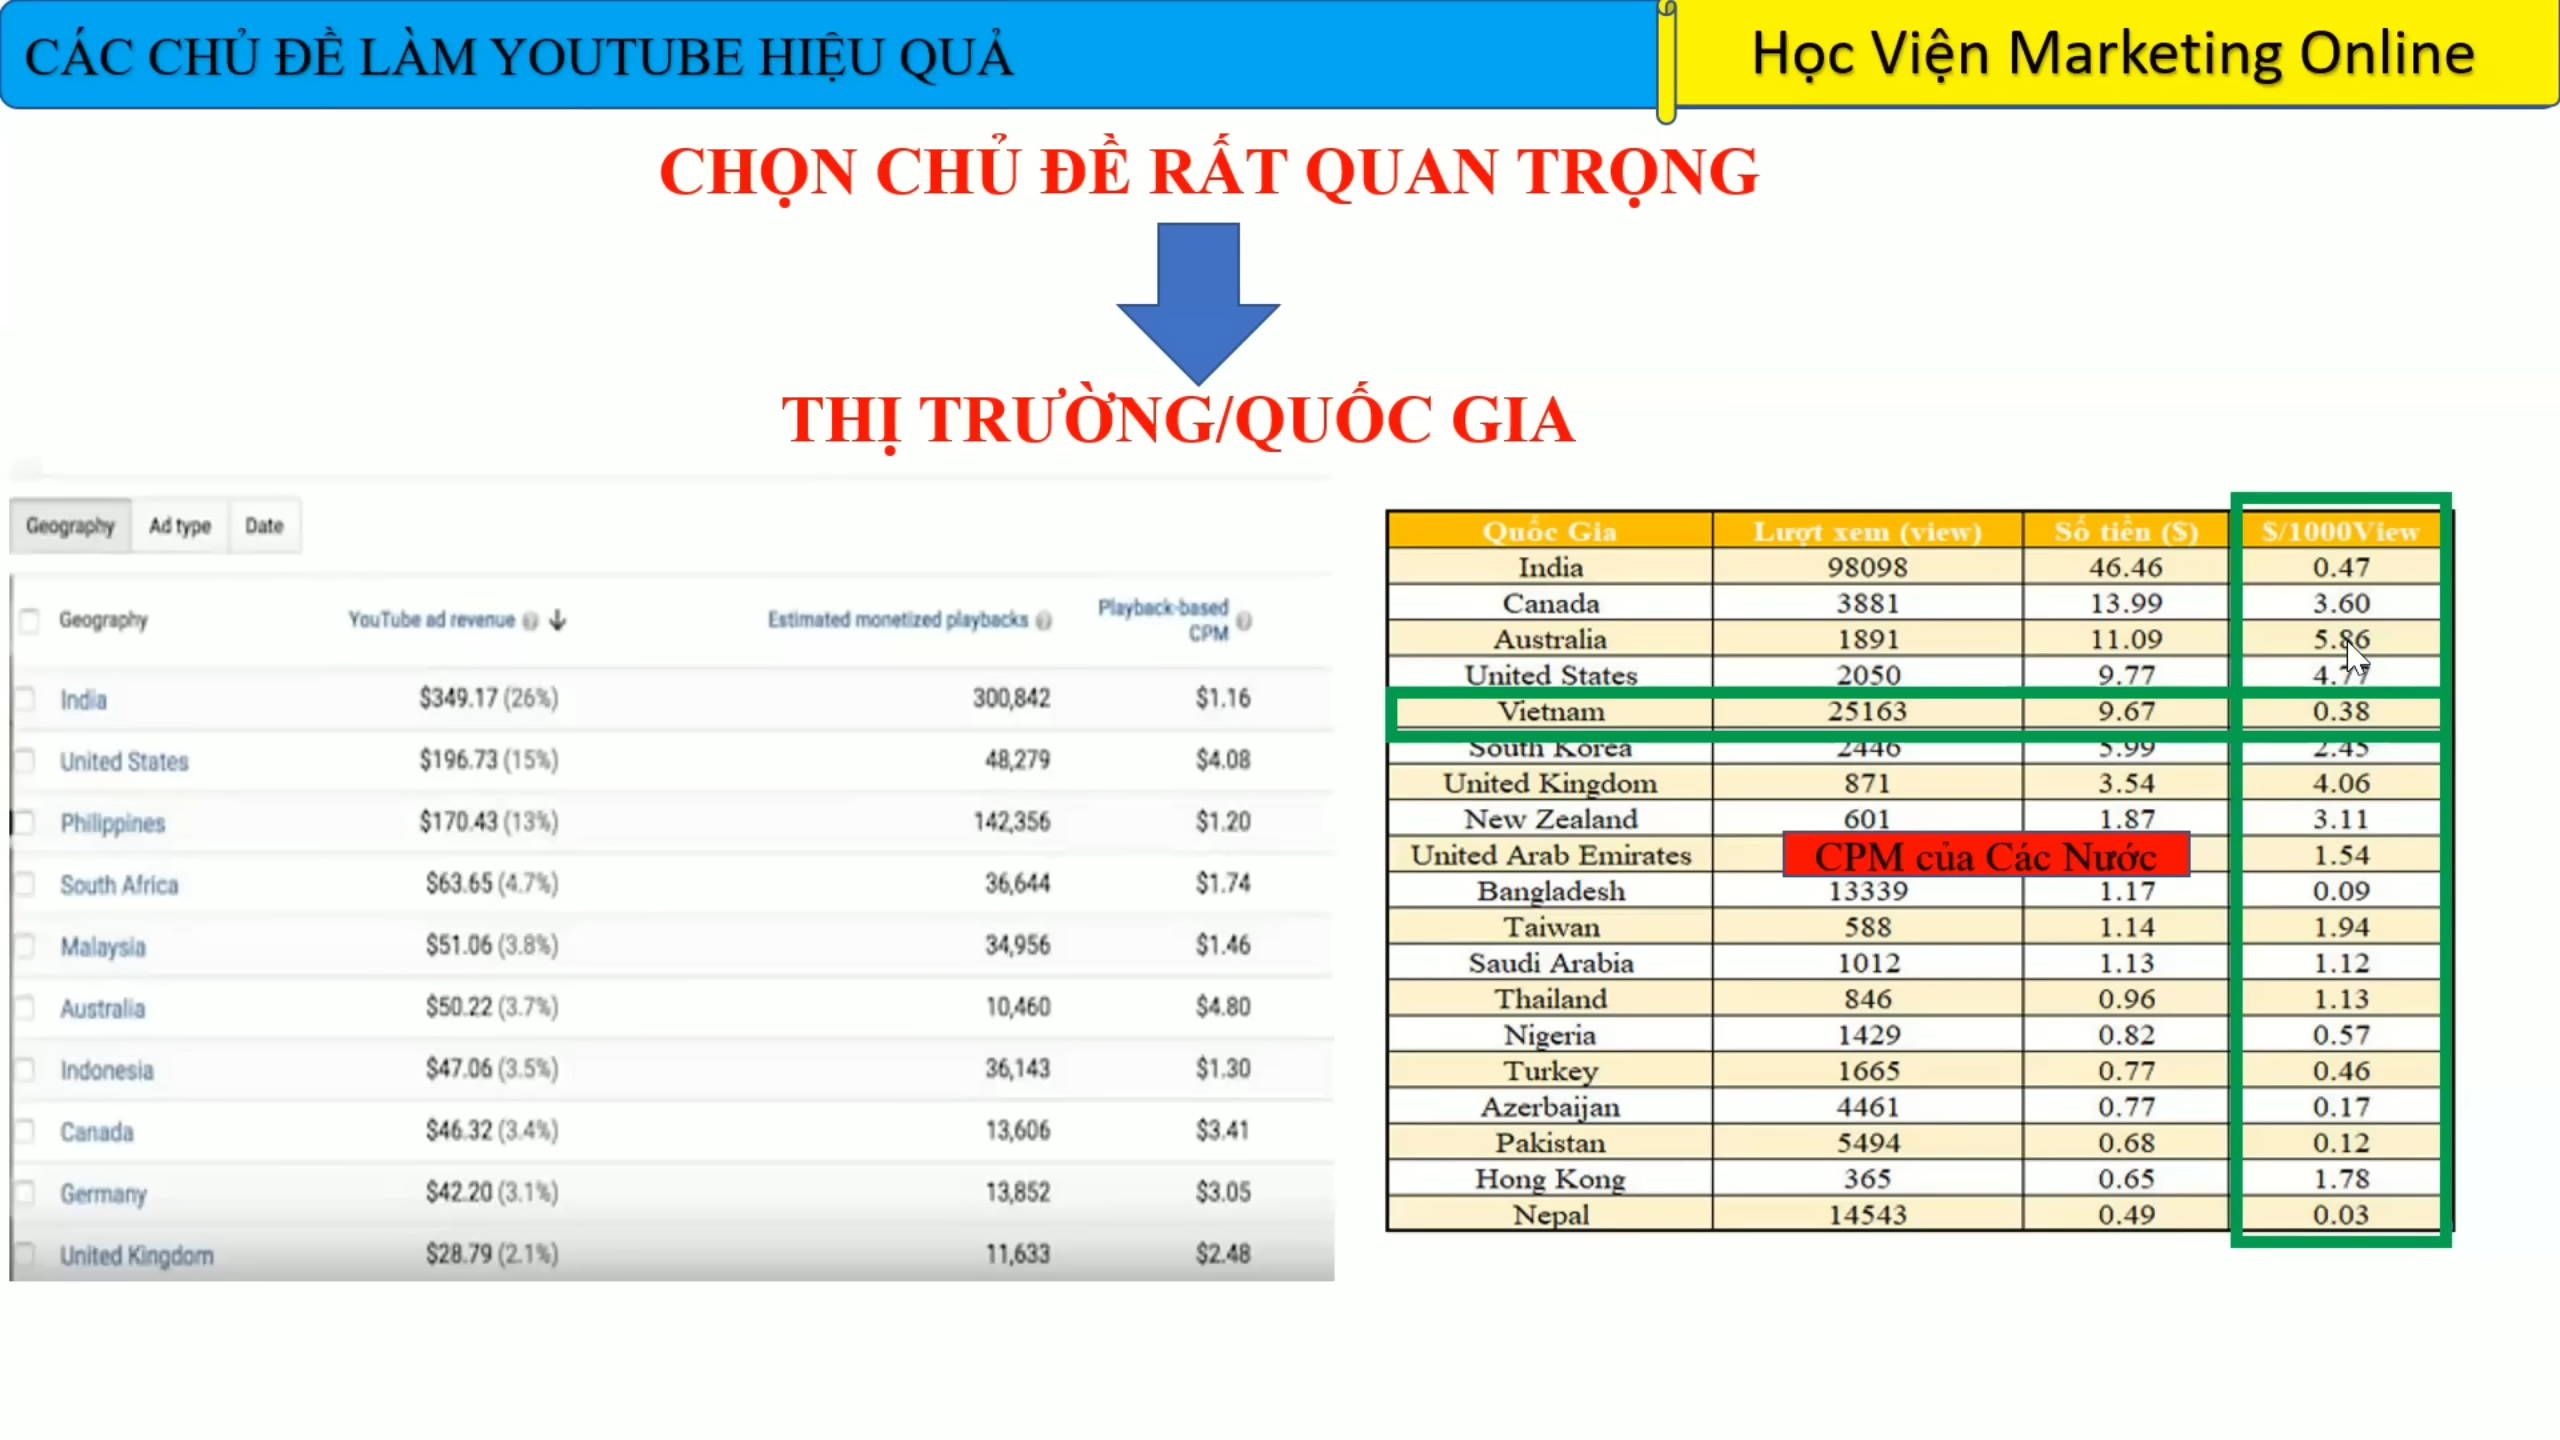 CÁC CHỦ ĐỀ LÀM YOUTUBE HIỆU QUẢ
Học Viện Marketing Online
CHỌN CHỦ ĐỀ RẤT QUAN TRỌNG
THỊ TRƯỜNG/QUỐC GIA
Geography Ad type Date
Geography YouTube ad revenue Estimated monetized playbacks Playback-based CPM
India $349.17 (26%) 300,842 $1.16
United States $196.73 (15%) 48,279 $4.08
Philippines $170.43 (13%) 142,356 $1.20
South Africa $63.65 (4.7%) 36,644 $1.74
Malaysia $51.06 (3.8%) 34,956 $1.46
Australia $50.22 (3.7%) 10,460 $4.80
Indonesia $47.06 (3.5%) 36,143 $1.30
Canada $46.32 (3.4%) 13,606 $3.41
Germany $42.20 (3.1%) 13,852 $3.05
United Kingdom $28.79 (2.1%) 11,633 $2.48
Quốc Gia Lượt xem (view) Số tiền ($) $/1000View
India 98098 46.46 0.47
Canada 3881 13.99 3.60
Australia 1891 11.09 5.86
United States 2050 9.77 4.77
Vietnam 25163 9.67 0.38
South Korea 2446 5.99 2.45
United Kingdom 871 3.54 4.06
New Zealand 601 1.87 3.11
United Arab Emirates CPM của Các Nước 1.54
Bangladesh 13339 1.17 0.09
Taiwan 588 1.14 1.94
Saudi Arabia 1012 1.13 1.12
Thailand 846 0.96 1.13
Nigeria 1429 0.82 0.57
Turkey 1665 0.77 0.46
Azerbaijan 4461 0.77 0.17
Pakistan 5494 0.68 0.12
Hong Kong 365 0.65 1.78
Nepal 14543 0.49 0.03